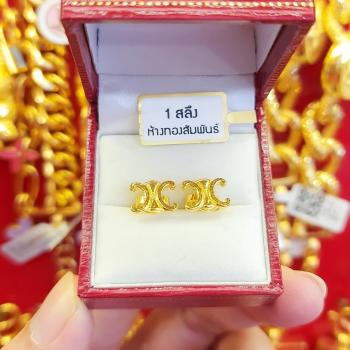 1 สลึง
ห้างทองสัมพันธ์